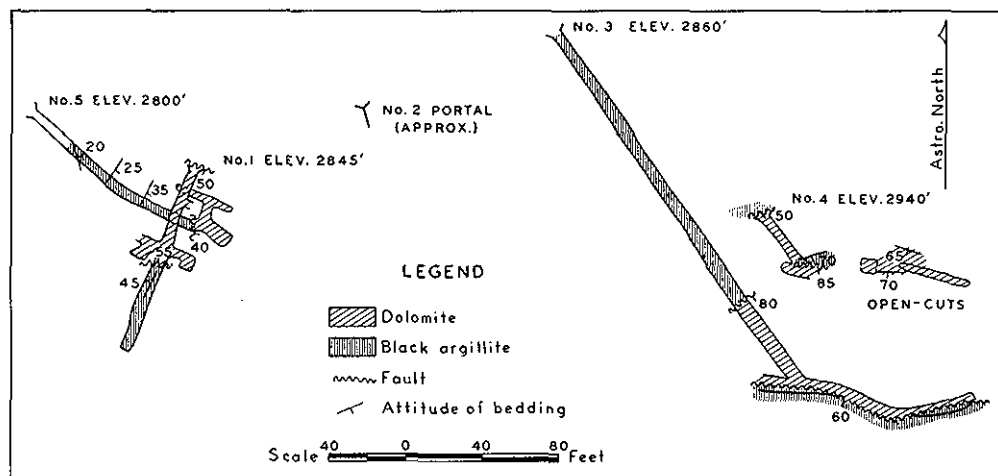 No. 3 ELEV. 2860'
No. 5 ELEV. 2800'
No. 2 PORTAL
(APPROX.)
Astro. North
20
25
35
No. 1 ELEV. 2845'
50
40
55
45
No. 4 ELEV. 2940'
50
85
65
70
OPEN-CUTS
80
60
LEGEND
Dolomite
Black argillite
Fault
Attitude of bedding
Scale 40 0 40 80 Feet